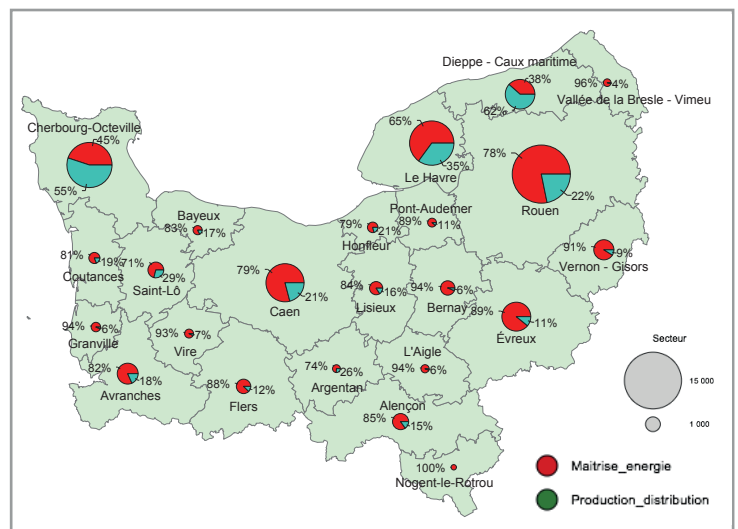 Dieppe - Caux maritime
38%
62%
96%
4%
Vallée de la Bresle - Vimeu
Cherbourg-Octeville
45%
55%
65%
35%
Le Havre
78%
22%
Rouen
Bayeux
83%
17%
79%
21%
Honfleur
Pont-Audemer
89%
11%
81%
19%
Coutances
71%
29%
Saint-Lô
79%
21%
Caen
84%
16%
Lisieux
94%
6%
Bernay
91%
9%
Vernon - Gisors
89%
11%
Évreux
94%
6%
Granville
93%
7%
Vire
82%
18%
Avranches
88%
12%
Flers
74%
26%
Argentan
L'Aigle
94%
6%
Alençon
85%
15%
100%
Nogent-le-Rotrou
Secteur
15 000
1 000
Maitrise_energie
Production_distribution